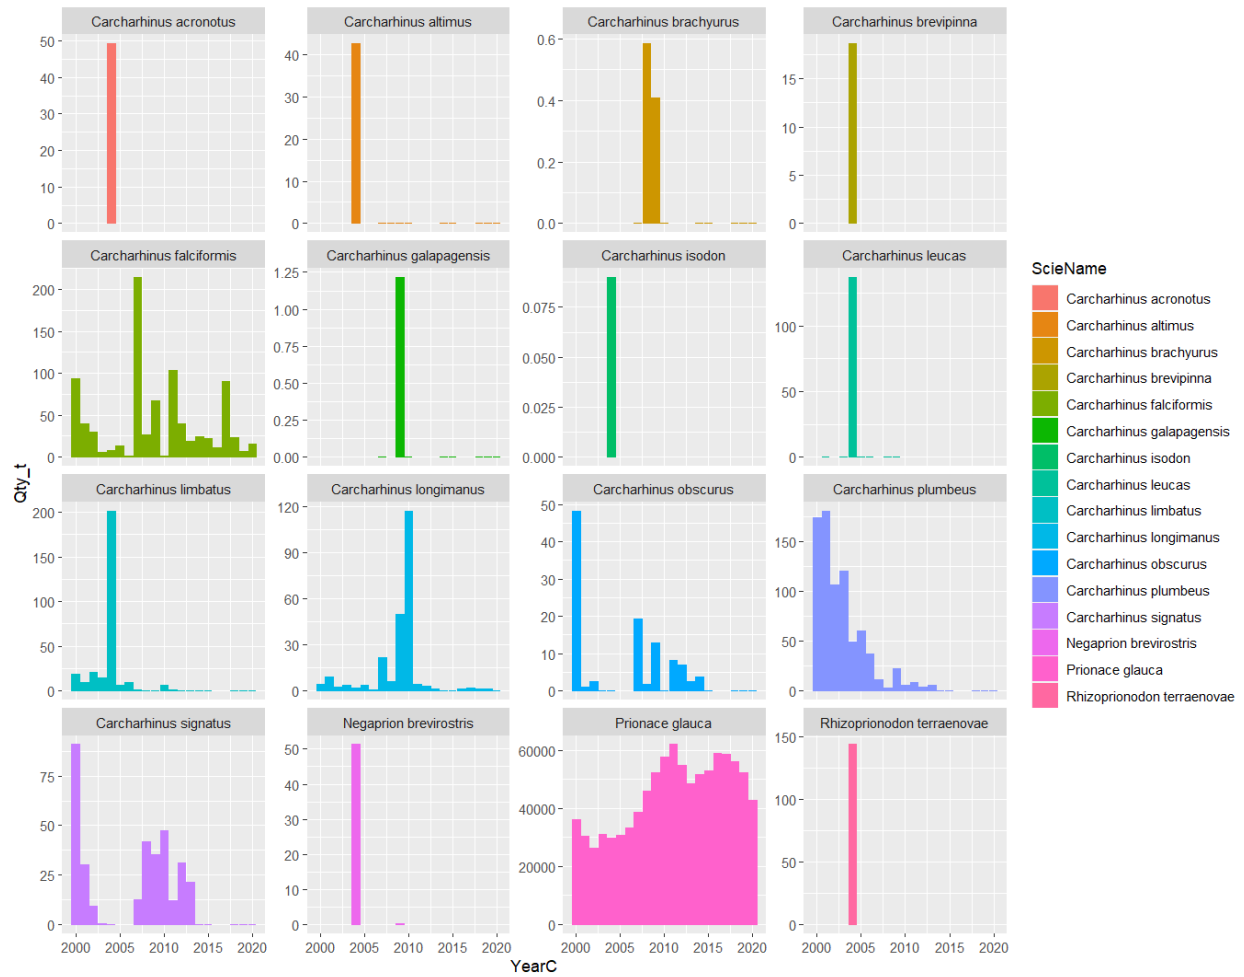 Carcharhinus acronotus
Carcharhinus altimus
Carcharhinus brachyurus
Carcharhinus brevipinna
50
40
30
20
10
0
40
30
20
10
0
0.6
0.4
0.2
0.0
15
10
5
0
Carcharhinus falciformis
Carcharhinus galapagensis
Carcharhinus isodon
Carcharhinus leucas
200
150
100
50
0
1.25
1.00
0.75
0.50
0.25
0.00
0.075
0.050
0.025
0.000
100
50
0
Qty_t
Carcharhinus limbatus
Carcharhinus longimanus
Carcharhinus obscurus
Carcharhinus plumbeus
200
150
200
50
0
120
90
60
30
0
50
40
30
20
10
0
150
100
50
0
Carcharhinus signatus
Negaprion brevirostris
Prionace glauca
Rhizoprionodon terraenovae
75
50
25
0
50
40
30
20
10
0
60000
40000
20000
0
150
100
50
0
2000 2005 2010 2015 2020
2000 2005 2010 2015 2020
2000 2005 2010 2015 2020
2000 2005 2010 2015 2020
YearC
ScieName
Carcharhinus acronotus
Carcharhinus altimus
Carcharhinus brachyurus
Carcharhinus brevipinna
Carcharhinus falciformis
Carcharhinus galapagensis
Carcharhinus isodon
Carcharhinus leucas
Carcharhinus limbatus
Carcharhinus longimanus
Carcharhinus obscurus
Carcharhinus plumbeus
Carcharhinus signatus
Negaprion brevirostris
Prionace glauca
Rhizoprionodon terraenovae